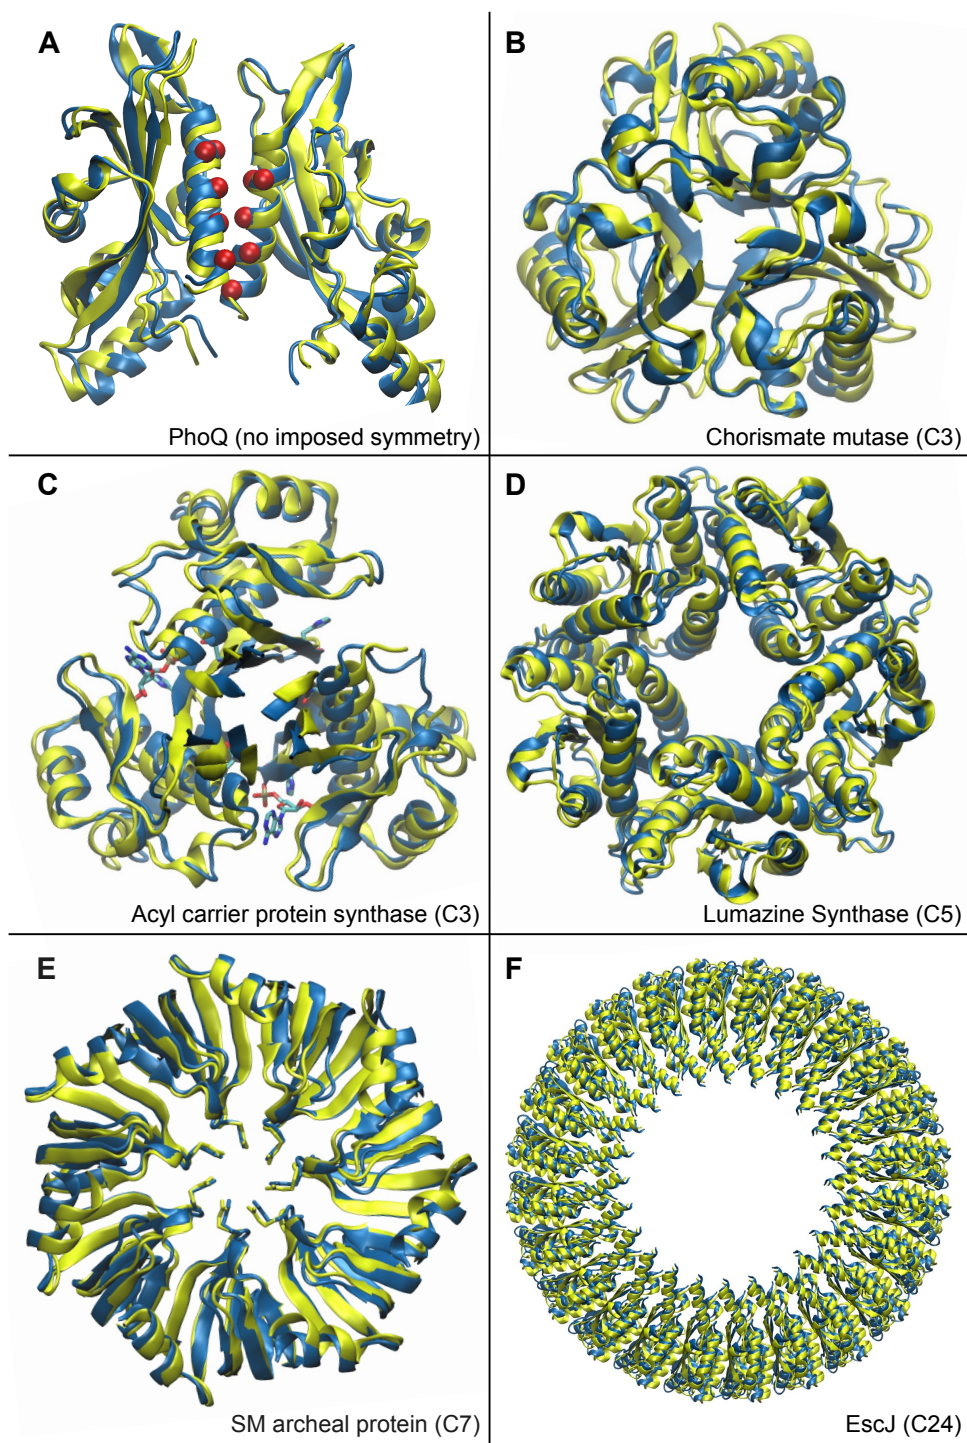 A
B
PhoQ (no imposed symmetry)
Chorismate mutase (C3)
C
D
Acyl carrier protein synthase (C3)
Lumazine Synthase (C5)
E
F
SM archeal protein (C7)
EscJ (C24)